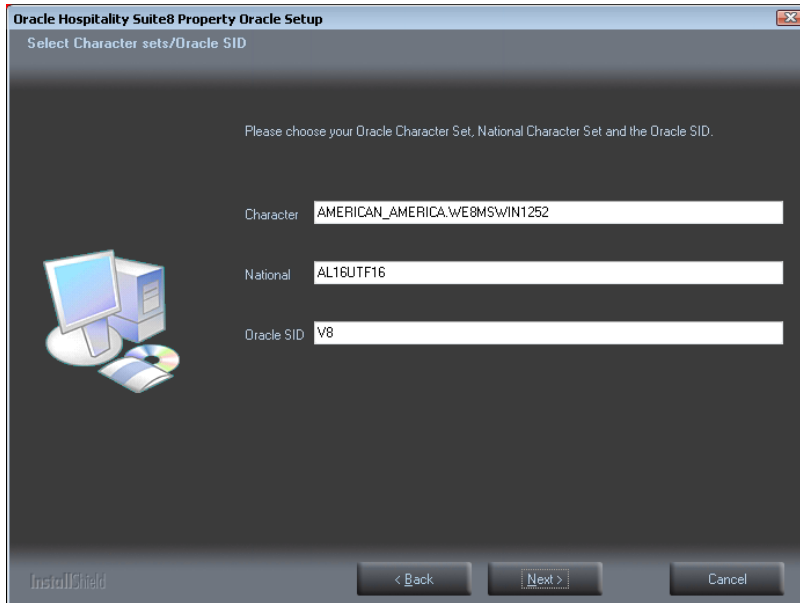 Oracle Hospitality Suite8 Property Oracle Setup
Select Character sets/Oracle SID
Please choose your Oracle Character Set, National Character Set and the Oracle SID.
Character AMERICAN_AMERICA.WE8MSWIN1252
National AL16UTF16
Oracle SID V8
InstallShield
< Back Next > Cancel